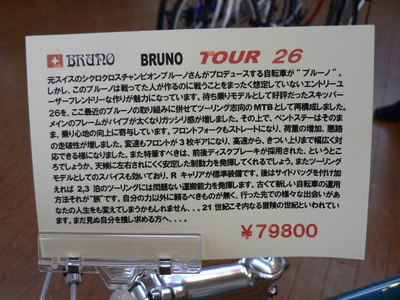 BRUNO BRUNO TOUR 26
元スイスのシクロクロスチャンピオンブルーノさんがプロデュースする自転車が“ブルーノ”。
しかし、このブルーノは戦ってた人が作るのに戦うことをまったく想定していないエントリーユー
ザーフレンドリーな作りが魅力になっています。待ち乗りモデルとして好評だったスキッパー
26を、ここ最近のブルーノの取り組みに併せてツーリング志向のMTBとして再構成しました。
メインのフレームがパイプが太くなりガッシリ感が増しました。その上で、ベントステーはそのま
ま、乗り心地の向上に寄与しています。フロントフォークもストレートになり、荷重の増加、悪路
の走破性が増しました。変速もフロントが3枚ギアになり、高速から、きつい上りまで幅広く対
応できる様になりました。また特筆すべきは、前後ディスクブレーキが採用された、というとこ
ろでしょうか。天候に左右されにくく安定した制動力を発揮してくれるでしょう。またツーリング
モデルとしてのスパイスも効いており、Rキャリアが標準装備です。後はサイドバッグを付け加
えれば2,3泊のツーリングには問題ない運搬能力を発揮します。古くて新しい自転車の運用
方法それが“旅”です。自分の力以外に頼るべきものが無く、行った先での様々な出会いがあ
なたの人生をも変えてしまうかもしれません、、、21世紀こそ内なる冒険の世紀といわれてい
ます。まだ見ぬ自分を捜し求める方へ、、、、
￥79800